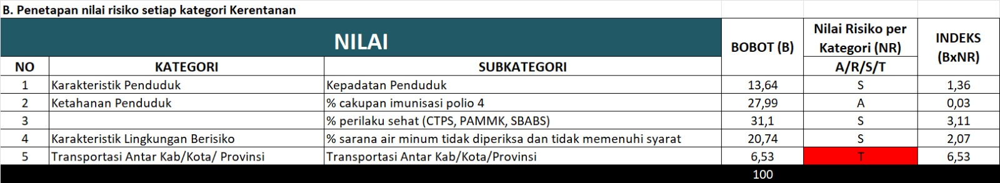 B. Penetapan nilai risiko setiap kategori Kerentanan
NILAI BOBOT (B) Nilai Risiko per Kategori (NR) INDEKS (BxNR)
NO KATEGORI SUBKATEGORI A/R/S/T
1 Karakteristik Penduduk Kepadatan Penduduk 13,64 S 1,36
2 Ketahanan Penduduk % cakupan imunisasi polio 4 27,99 A 0,03
3 % perilaku sehat (CTPS, PAMMK, SBABS) 31,1 S 3,11
4 Karakteristik Lingkungan Berisiko % sarana air minum tidak diperiksa dan tidak memenuhi syarat 20,74 S 2,07
5 Transportasi Antar Kab/Kota/ Provinsi Transportasi Antar Kab/Kota/Provinsi 6,53 T 6,53
100